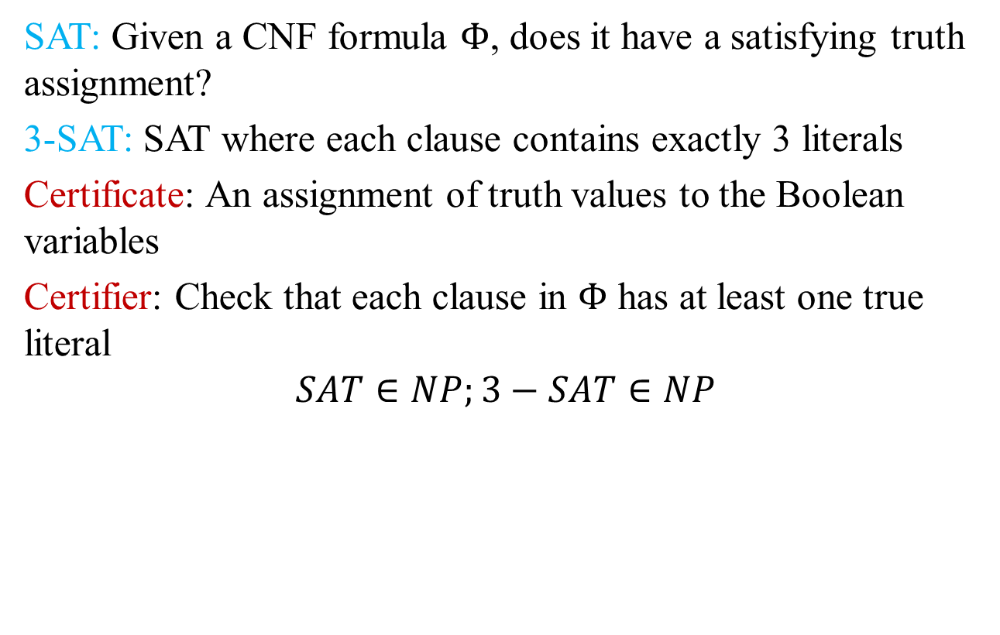 SAT: Given a CNF formula Φ, does it have a satisfying truth
assignment?
3-SAT: SAT where each clause contains exactly 3 literals
Certificate: An assignment of truth values to the Boolean
variables
Certifier: Check that each clause in Φ has at least one true
literal
𝑆𝐴𝑇 ∈ 𝑁𝑃; 3 − 𝑆𝐴𝑇 ∈ 𝑁𝑃